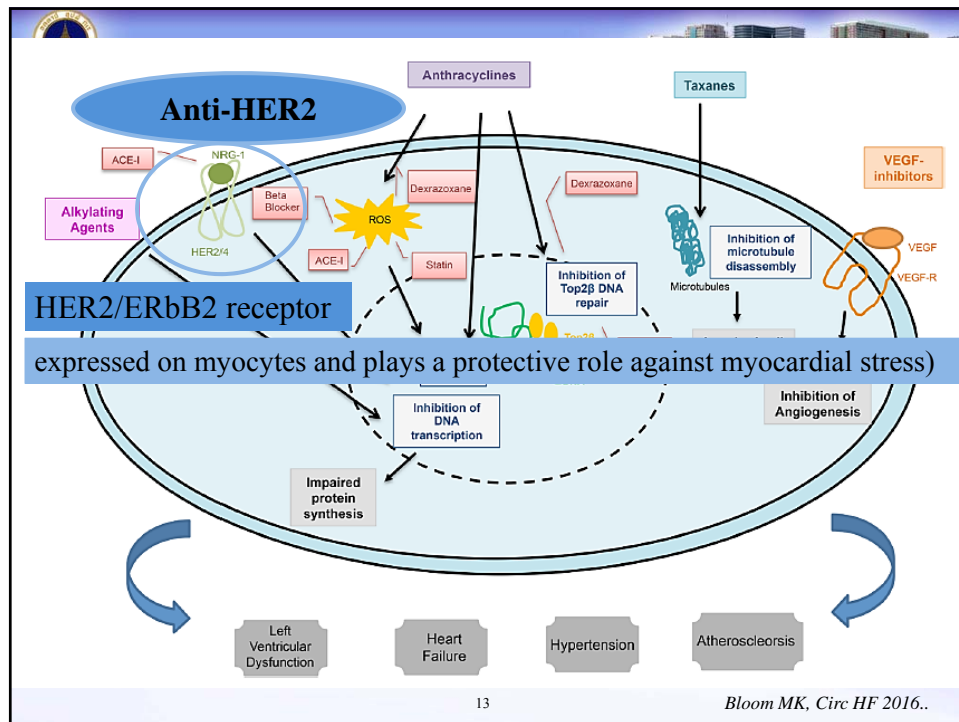 Anthracyclines
Taxanes
Anti-HER2
NRG-1
ACE-I
VEGF-
inhibitors
Dexrazoane
Dexrazoxane
Beta
Blocker
ROS
Alkylating
Agents
HER2/4
ACE-I
Statin
Inhibition of
microtubule
disassembly
VEGF
VEGF-R
Inhibition of
Top2β DNA
repair
Microtubules
HER2/ERbB2 receptor
Top2β
expressed on myocytes and plays a protective role against myocardial stress)
Inhibition of
Angiogenesis
Inhibition of
DNA
transcription
Impaired
protein
synthesis
Left
Ventricular
Dysfunction
Heart
Failure
Hypertension
Atheroscleorsis
13
Bloom MK, Circ HF 2016..